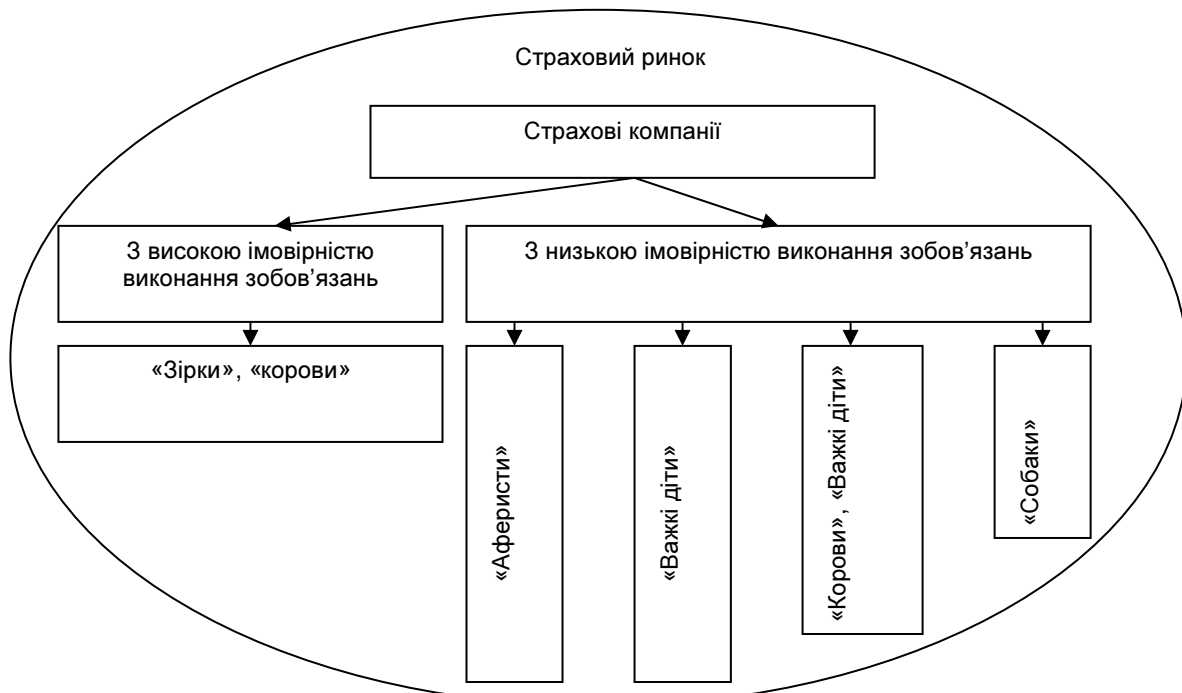 Страховий ринок
Страхові компанії
З високою імовірністю
виконання зобов’язань
З низькою імовірністю виконання зобов’язань
«Зірки», «корови»
«Аферисти»
«Важкі діти»
«Корови», «Важкі діти»
«Собаки»